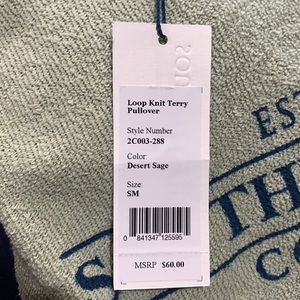 Loop Knit Terry
Pullover
Style Number
2C003-288
Color:
Desert Sage
Size:
SM
0 841347 125595
MSRP $60.00
EST